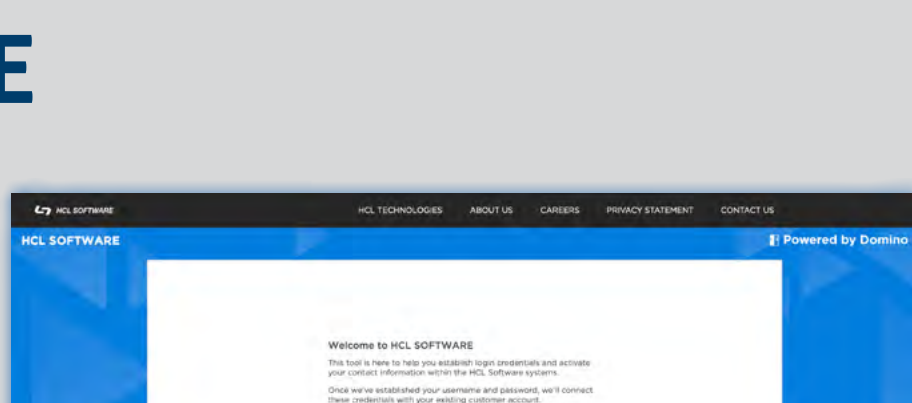 E
HCL SOFTWARE
HCL TECHNOLOGIES ABOUT US CAREERS PRIVACY STATEMENT CONTACT US
HCL SOFTWARE
Powered by Domino
Welcome to HCL SOFTWARE
This tool is here to help you establish login credentials and activate
your contact information within the HCL Software systems.
Once we've established your username and password, we'll connect
these credentials with your existing customer account.